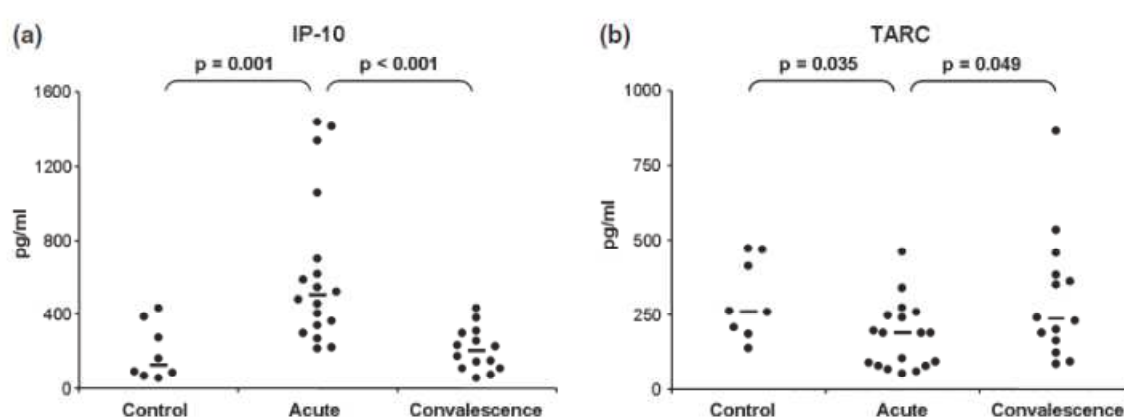 (a)
IP-10
p = 0.001
p < 0.001
1600
1200
800
400
0
pg/ml
Control
Acute
Convalescence
(b)
TARC
p = 0.035
p = 0.049
1000
750
500
250
0
pg/ml
Control
Acute
Convalescence